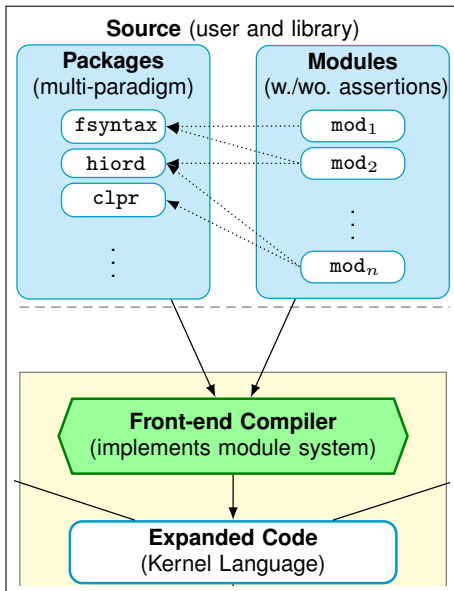 Source (user and library)
Packages
(multi-paradigm)
fsyntax
hiord
clpr
Modules
(w./wo. assertions)
mod₁
mod₂
modₙ
Front-end Compiler
(implements module system)
Expanded Code
(Kernel Language)